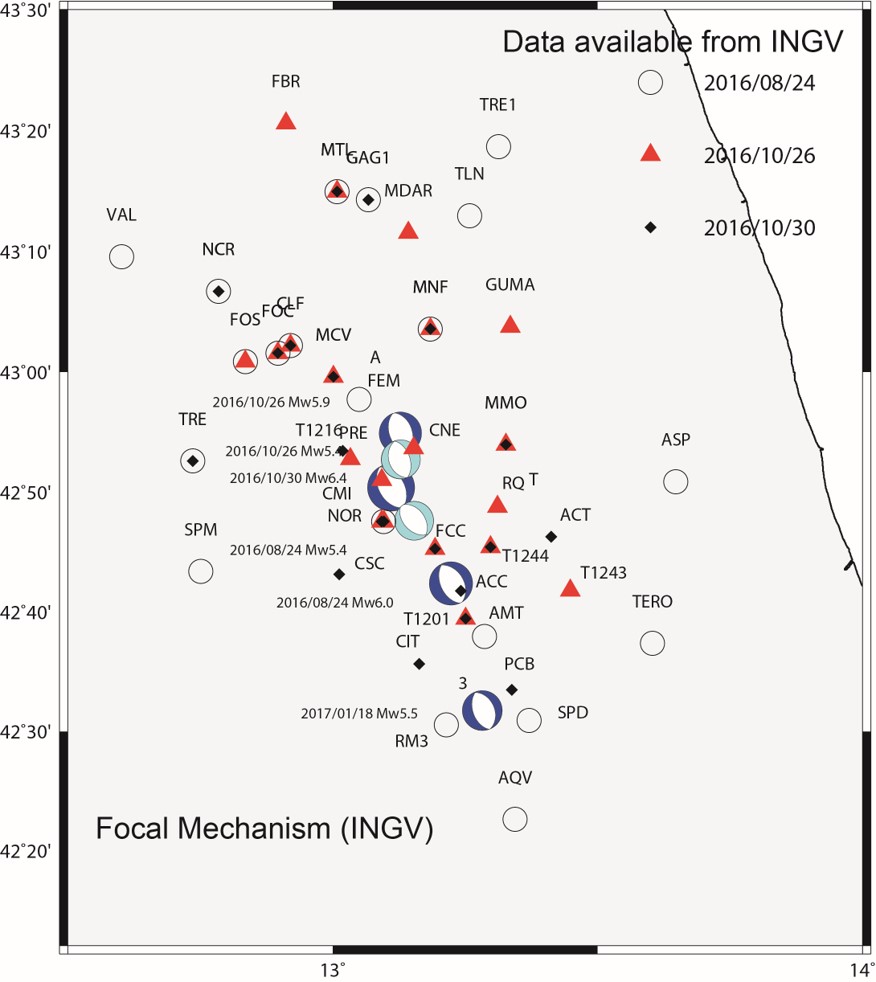 43°30'
Data available from INGV
FBR
2016/08/24
TRE1
43°20'
MTL
GAG1
2016/10/26
TLN
MDAR
VAL
2016/10/30
43°10'
NCR
MNF
GUMA
CLF
FOC
FOS
MCV
A
43°00'
FEM
2016/10/26 Mw5.9
MMO
TRE
T1216
PRE
CNE
ASP
2016/10/26 Mw5.4
2016/10/30 Mw6.4
RQ T
42°50'
CMI
NOR
ACT
SPM
FCC
2016/08/24 Mw5.4
T1244
CSC
T1243
ACC
2016/08/24 Mw6.0
TERO
42°40'
T1201
AMT
CIT
PCB
3
2017/01/18 Mw5.5
SPD
42°30'
RM3
AQV
Focal Mechanism (INGV)
42°20'
13°
14°